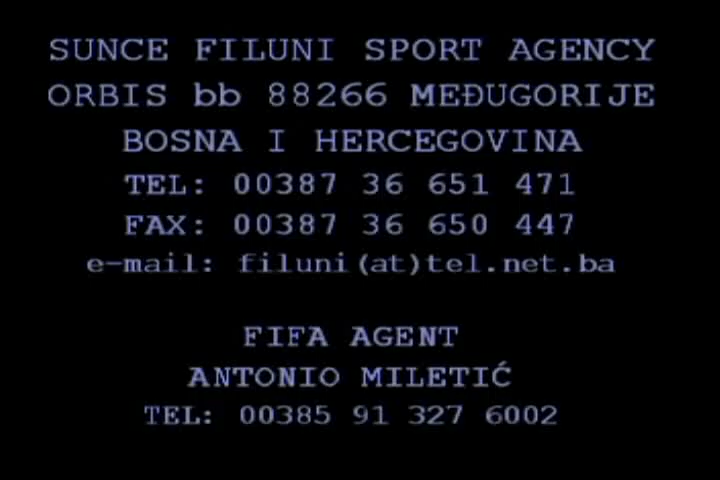 SUNCE FILUNI SPORT AGENCY
ORBIS bb 88266 MEĐUGORIJE
BOSNA I HERCEGOVINA
TEL: 00387 36 651 471
FAX: 00387 36 650 447
e-mail: filuni(at)tel.net.ba
FIFA AGENT
ANTONIO MILETIĆ
TEL: 00385 91 327 6002